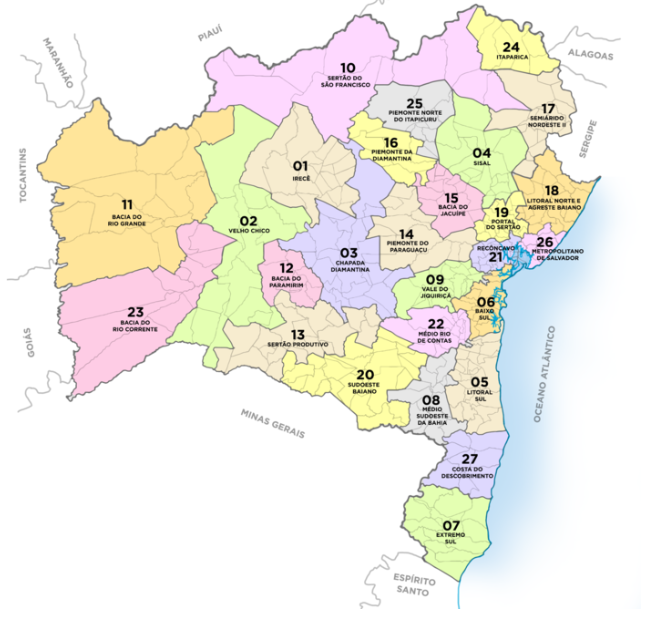 24
ITAPARICA
ALAGOAS
PIAUÍ
MARANHÃO
10
SERTÃO DO
SÃO FRANCISCO
25
PIEMONTE NORTE
DO ITAPICURU
17
SEMIÁRIDO
NORDESTE II
SERGIPE
16
PIEMONTE DA
DIAMANTINA
04
SISAL
TOCANTINS
01
IRECÊ
11
BACIA DO
RIO GRANDE
02
VELHO CHICO
15
BACIA DO
JACUÍPE
18
LITORAL NORTE E
AGRESTE BAIANO
19
PORTAL
DO SERTÃO
14
PIEMONTE DO
PARAGUAÇU
03
CHAPADA
DIAMANTINA
RECÔNCAVO
21
26
METROPOLITANO
DE SALVADOR
12
BACIA DO
PARAMIRIM
09
VALE DO
JIQUIRIÇÁ
06
BAIXO
SUL
23
BACIA DO
RIO CORRENTE
13
SERTÃO PRODUTIVO
22
MÉDIO RIO
DE CONTAS
GOIÁS
OCEANO ATLÂNTICO
20
SUDOESTE
BAIANO
08
MÉDIO
SUDOESTE
DA BAHIA
05
LITORAL
SUL
MINAS GERAIS
27
COSTA DO
DESCOBRIMENTO
07
EXTREMO
SUL
ESPÍRITO
SANTO